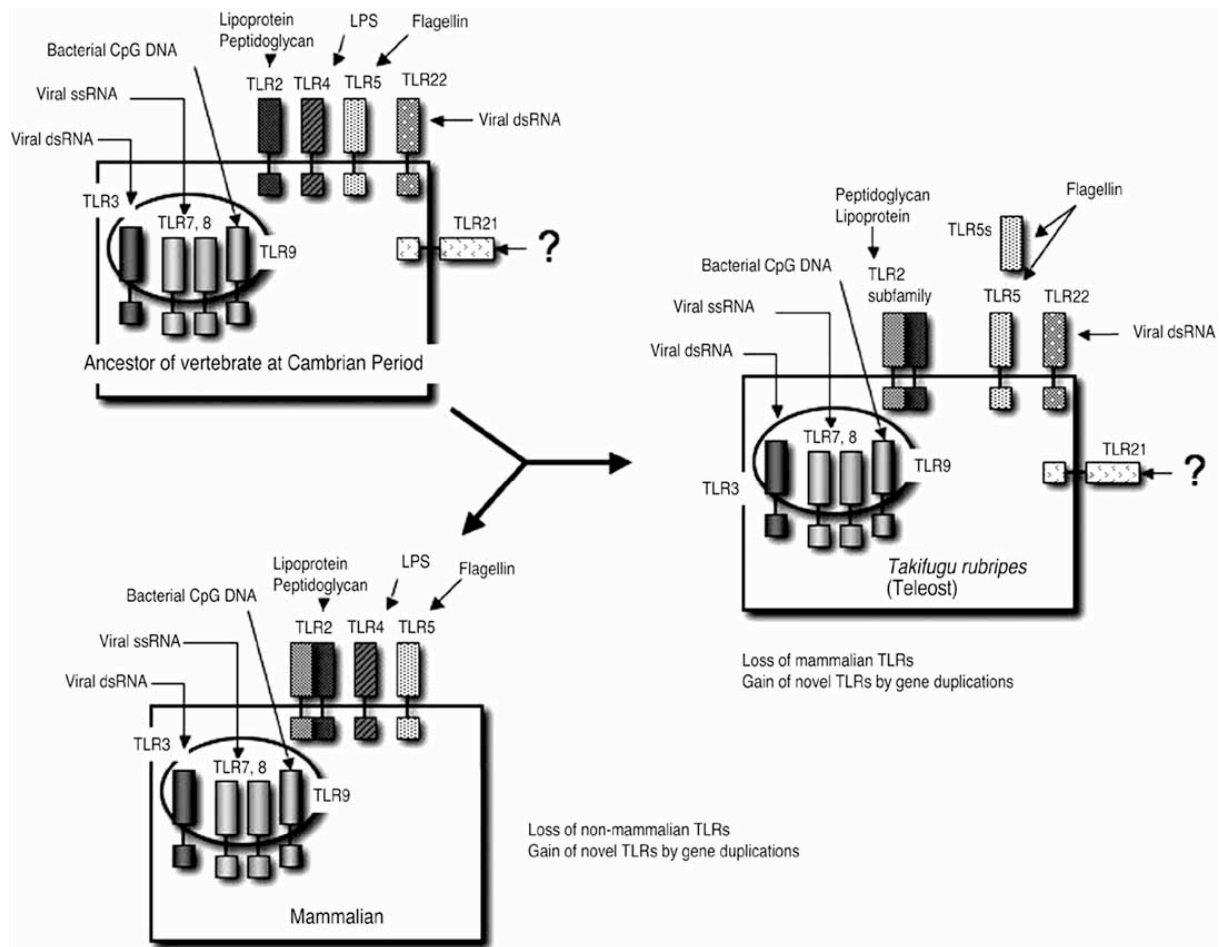 Lipoprotein
Peptidoglycan
LPS
Flagellin
Bacterial CpG DNA
TLR2
TLR4
TLR5
TLR22
Viral ssRNA
Viral dsRNA
Viral dsRNA
TLR3
TLR7, 8
TLR9
TLR21
?
Ancestor of vertebrate at Cambrian Period
Peptidoglycan
Lipoprotein
Flagellin
TLR5s
Bacterial CpG DNA
TLR2
subfamily
TLR5
TLR22
Viral ssRNA
Viral dsRNA
Viral dsRNA
TLR7, 8
TLR9
TLR3
TLR21
?
Takifugu rubripes
(Teleost)
Loss of mammalian TLRs
Gain of novel TLRs by gene duplications
Lipoprotein
Peptidoglycan
LPS
Flagellin
Bacterial CpG DNA
TLR2
TLR4
TLR5
Viral ssRNA
Viral dsRNA
TLR3
TLR7, 8
TLR9
Mammalian
Loss of non-mammalian TLRs
Gain of novel TLRs by gene duplications